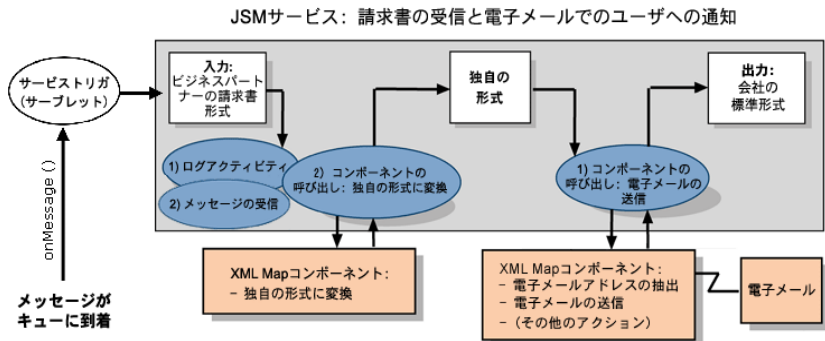 JSMサービス: 請求書の受信と電子メールでのユーザへの通知
サービストリガ
(サーブレット)
入力:
ビジネスパート
ナーの請求書
形式
独自の
形式
出力:
会社の
標準形式
1) ログアクティビティ
2) メッセージの受信
2) コンポーネントの
呼び出し: 独自の形式に変換
1) コンポーネントの
呼び出し: 電子メールの
送信
onMessage ()
メッセージが
キューに到着
XML Mapコンポーネント:
- 独自の形式に変換
XML Mapコンポーネント:
- 電子メールアドレスの抽出
- 電子メールの送信
- (その他のアクション)
電子メール